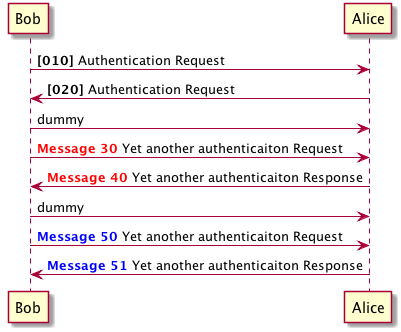 Bob Alice
[010] Authentication Request
[020] Authentication Request
dummy
Message 30 Yet another authenticaiton Request
Message 40 Yet another authenticaiton Response
dummy
Message 50 Yet another authenticaiton Request
Message 51 Yet another authenticaiton Response
Bob Alice